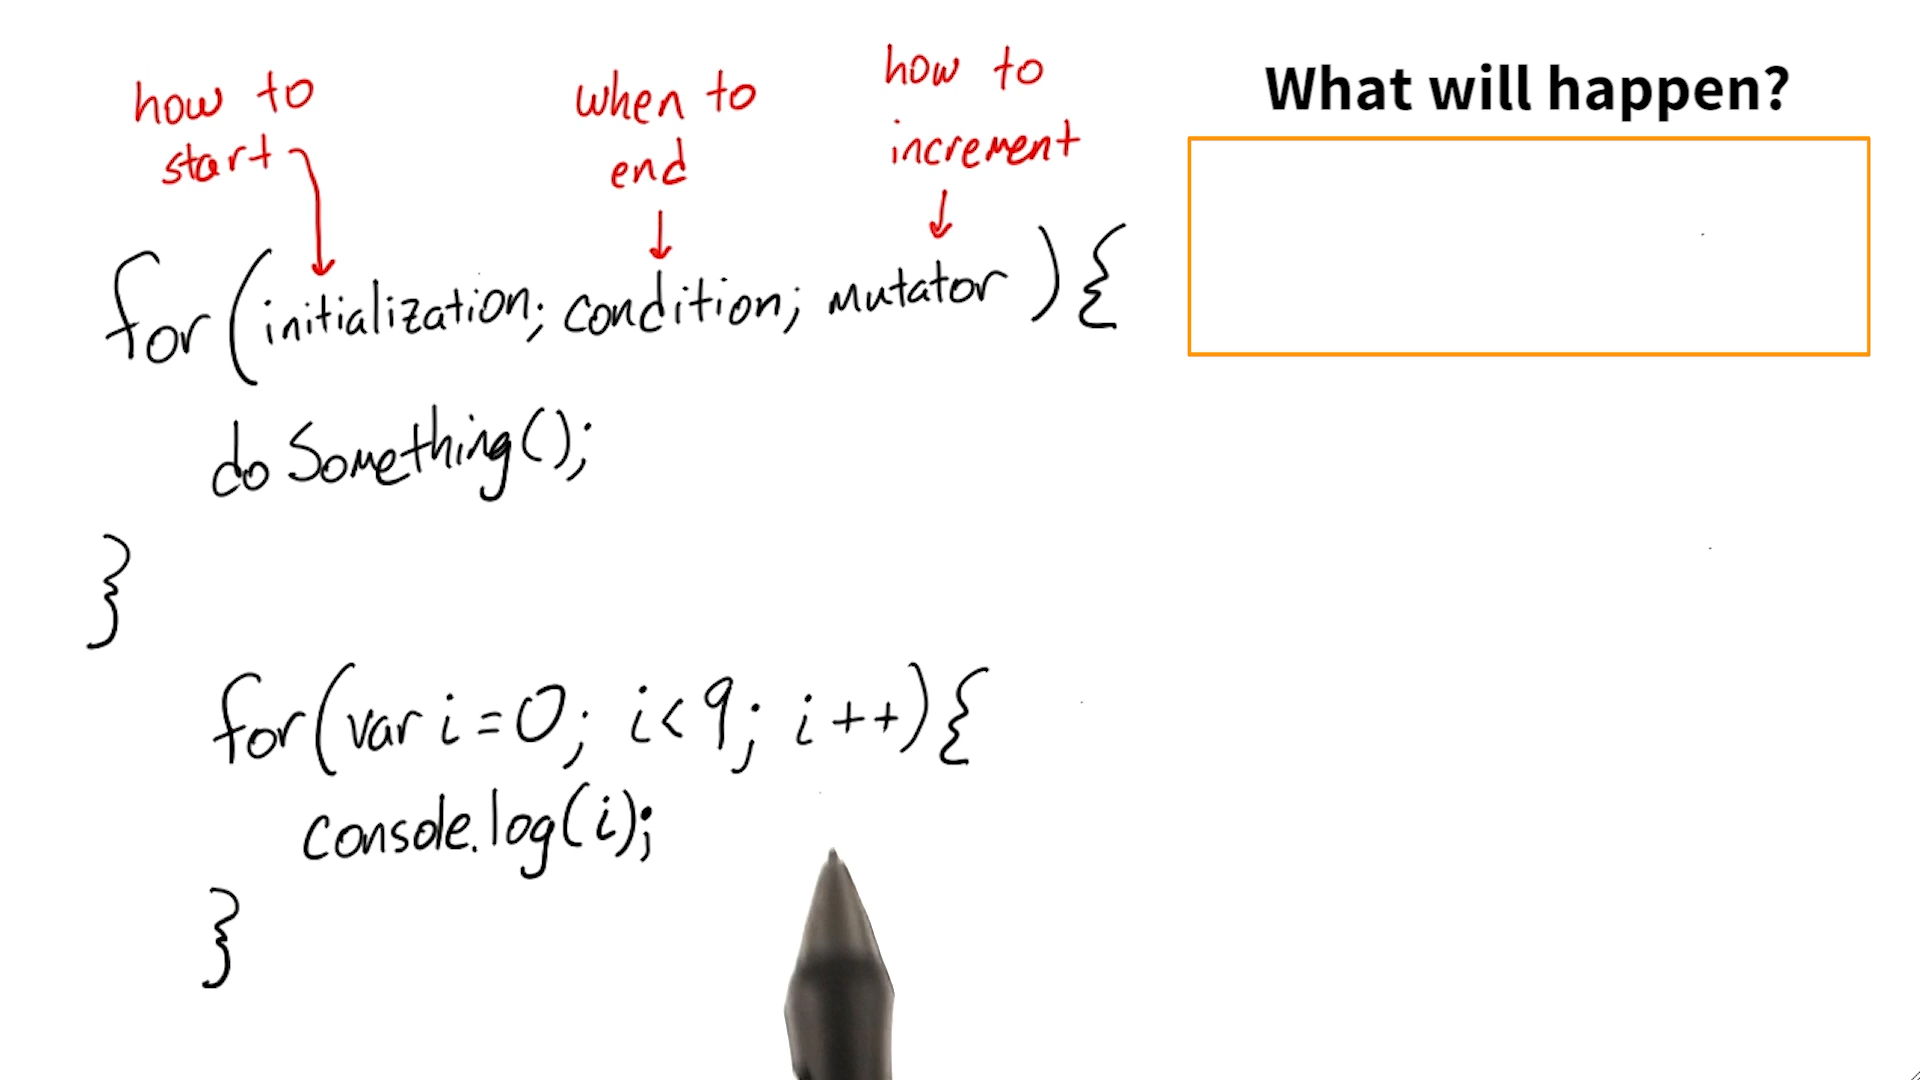 how to
start
when to
end
how to
increment
What will happen?
for(initialization; condition; mutator){
doSomething();
}
for(var i=0; i<9; i++){
console.log(i);
}